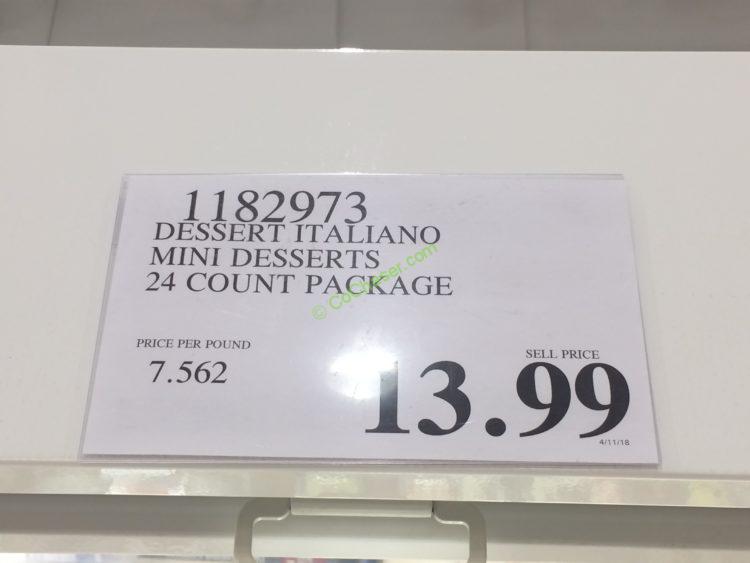 1182973
DESSERT ITALIANO
MINI DESSERTS
24 COUNT PACKAGE
© CoChaser.com
PRICE PER POUND
7.562
SELL PRICE
13.99
4/11/18